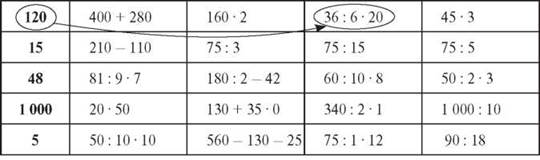 120 400 + 280 160 · 2 36 : 6 · 20 45 · 3
15 210 – 110 75 : 3 75 : 15 75 : 5
48 81 : 9 · 7 180 : 2 – 42 60 : 10 · 8 50 : 2 · 3
1 000 20 · 50 130 + 35 · 0 340 : 2 · 1 1 000 : 10
5 50 : 10 · 10 560 – 130 – 25 75 : 1 · 12 90 : 18